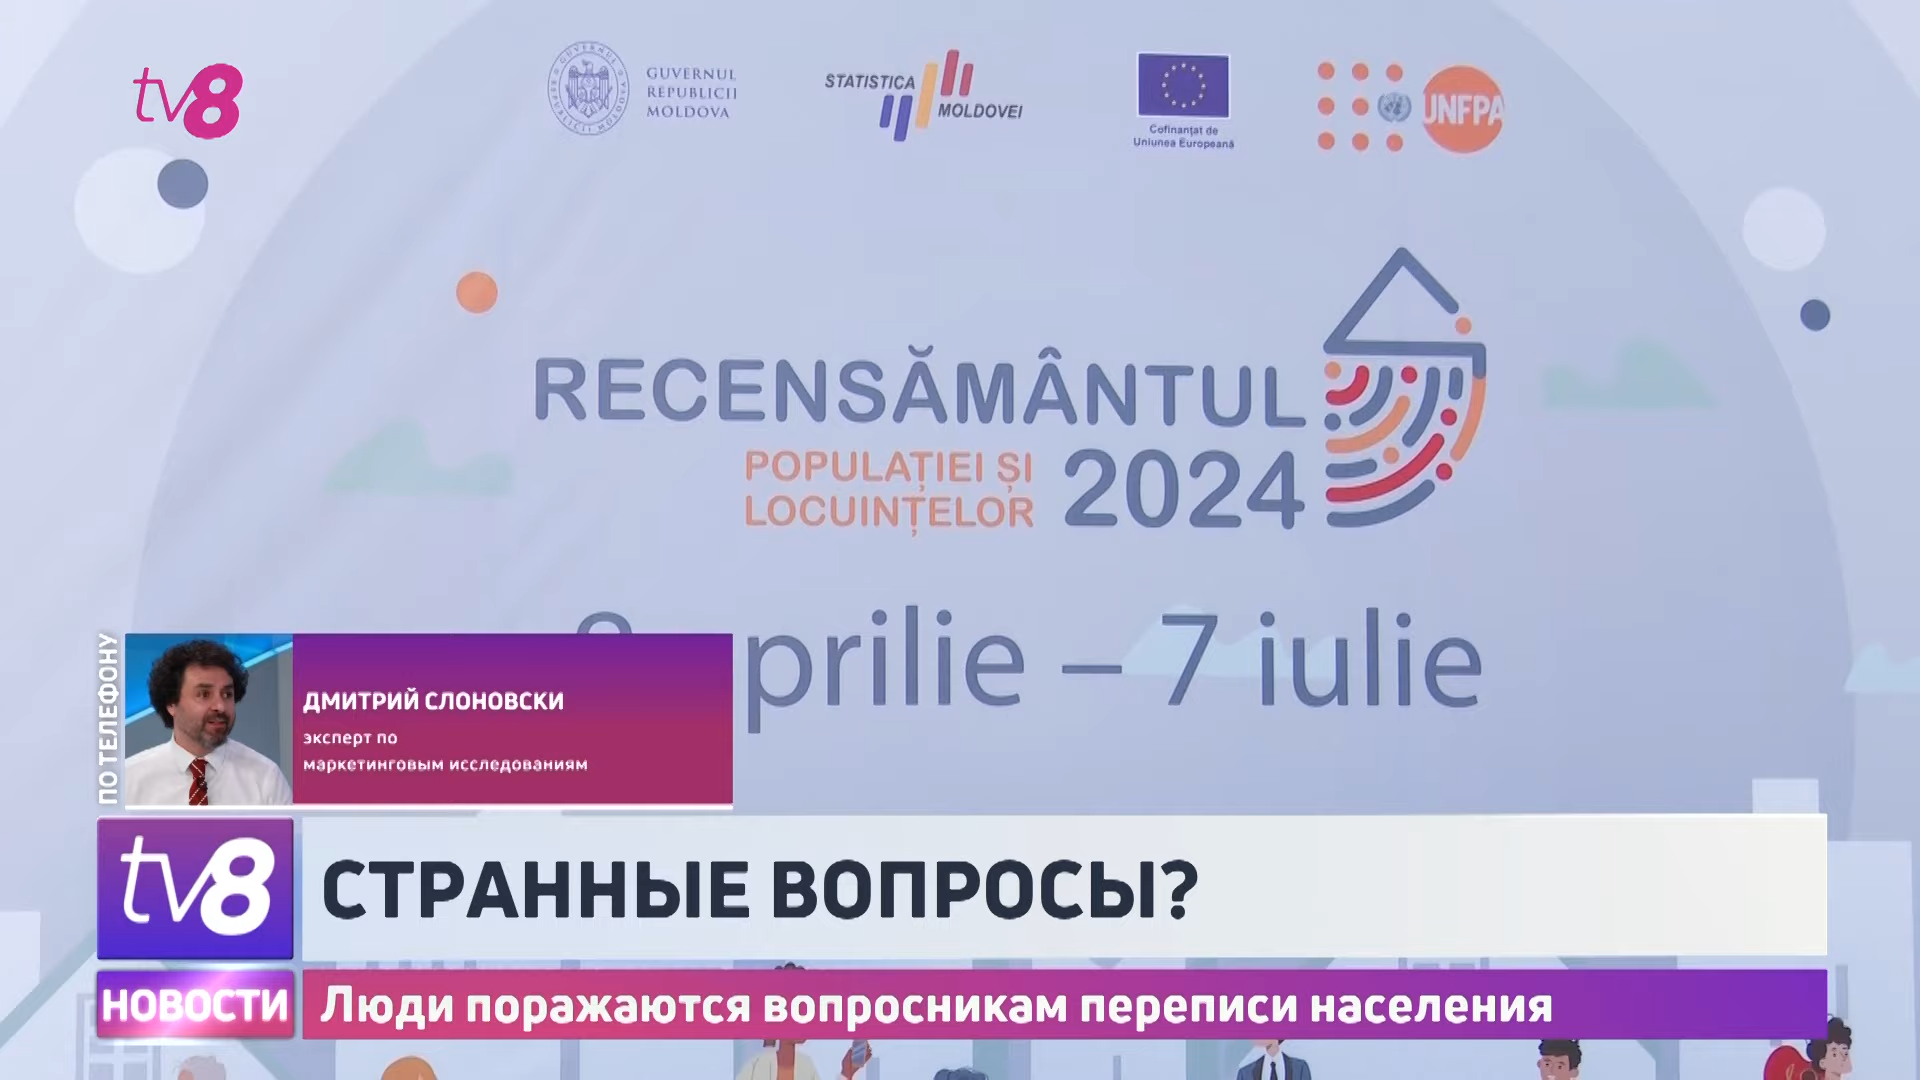 tv8
GUVERNUL
REPUBLICII
MOLDOVA
STATISTICA
MOLDOVEI
Cofinanțat de
Uniunea Europeană
UNFPA
RECENSĂMÂNTUL
POPULAȚIEI ȘI
LOCUINȚELOR
2024
prilie – 7 iulie
ПО ТЕЛЕФОНУ
ДМИТРИЙ СЛОНОВСКИ
эксперт по
маркетинговым исследованиям
tv8
СТРАННЫЕ ВОПРОСЫ?
НОВОСТИ
Люди поражаются вопросникам переписи населения